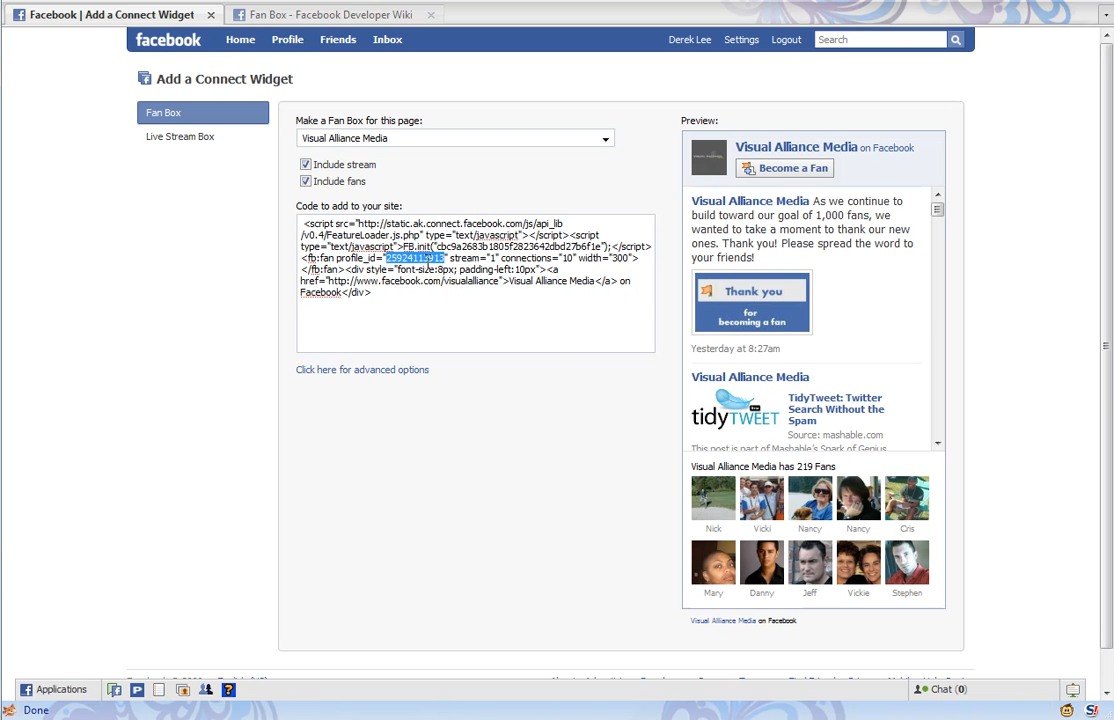 Facebook | Add a Connect Widget
Fan Box - Facebook Developer Wiki
facebook Home Profile Friends Inbox Derek Lee Settings Logout Search
Add a Connect Widget
Fan Box
Live Stream Box
Make a Fan Box for this page:
Visual Alliance Media
Include stream
Include fans
Code to add to your site:
<script src="http://static.ak.connect.facebook.com/js/api_lib
/v0.4/FeatureLoader.js.php" type="text/javascript"></script><script
type="text/javascript">FB.init("cbc9a2683b1805f2823642dbd27b6f1e");</script>
<fb:fan profile_id=" " stream="1" connections="10" width="300">
</fb:fan><div style="font-size:8px; padding-left:10px"><a
href="http://www.facebook.com/visualalliance">Visual Alliance Media</a> on
Facebook</div>
Click here for advanced options
Preview:
Visual Alliance Media on Facebook
Become a Fan
Visual Alliance Media As we continue to
build toward our goal of 1,000 fans, we
wanted to take a moment to thank our new
ones. Thank you! Please spread the word to
your friends!
Thank you
for
becoming a fan
Yesterday at 8:27am
Visual Alliance Media
tidyTWEET
TidyTweet: Twitter
Search Without the
Spam
Source: mashable.com
This post is part of Mashable's Spark of Genius
Visual Alliance Media has 219 Fans
Nick Vicki Nancy Nancy Cris
Mary Danny Jeff Vickie Stephen
Visual Alliance Media on Facebook
Applications
Chat (0)
Done